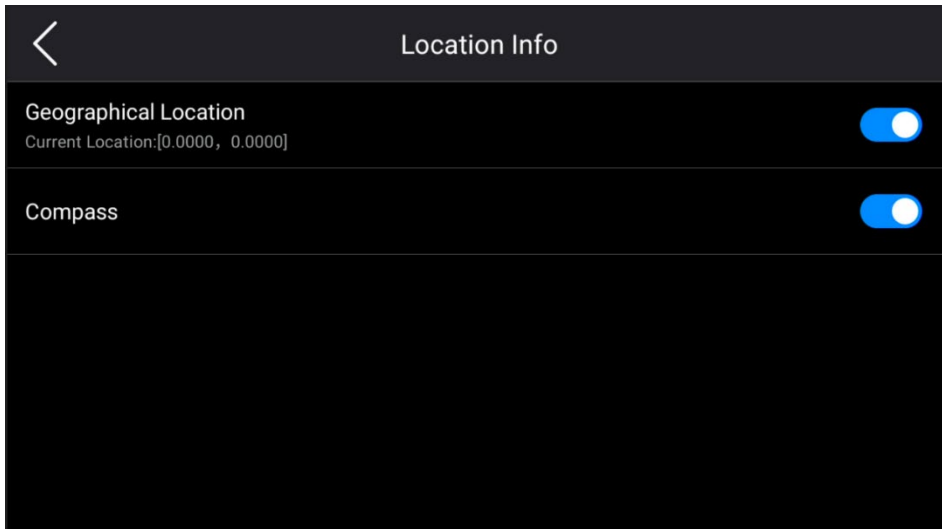 Location Info
Geographical Location
Current Location:[0.0000，0.0000]
Compass